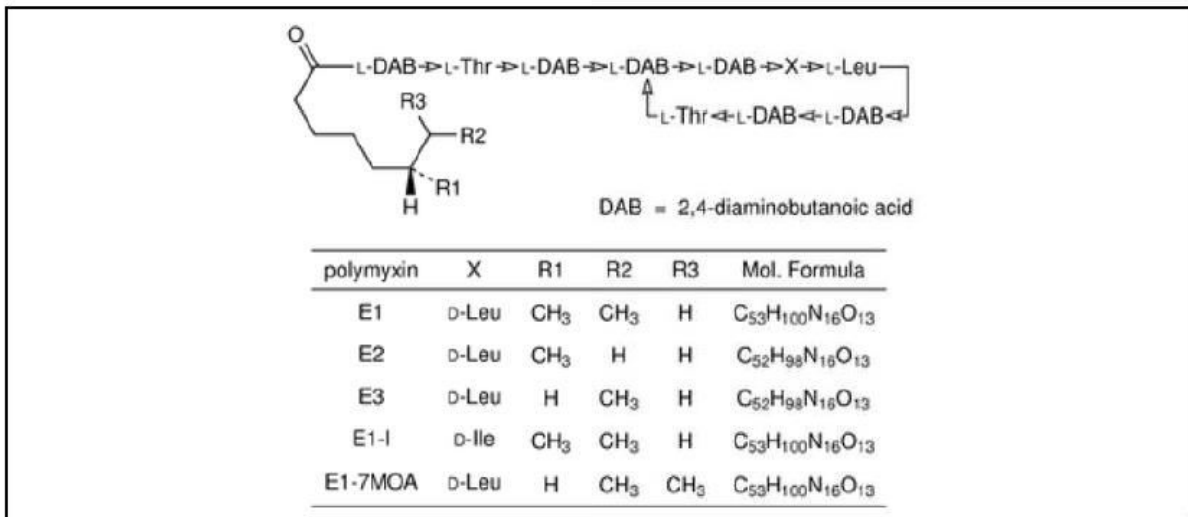 O
L-DAB→L-Thr→L-DAB→L-DAB→L-DAB→X→L-Leu
L-Thr←L-DAB←L-DAB
R3
R2
R1
H
DAB = 2,4-diaminobutanoic acid
polymyxin X R1 R2 R3 Mol. Formula
E1 D-Leu CH₃ CH₃ H C₅₃H₁₀₀N₁₆O₁₃
E2 D-Leu CH₃ H H C₅₂H₉₈N₁₆O₁₃
E3 D-Leu H CH₃ H C₅₂H₉₈N₁₆O₁₃
E1-I D-Ile CH₃ CH₃ H C₅₃H₁₀₀N₁₆O₁₃
E1-7MOA D-Leu H CH₃ CH₃ C₅₃H₁₀₀N₁₆O₁₃